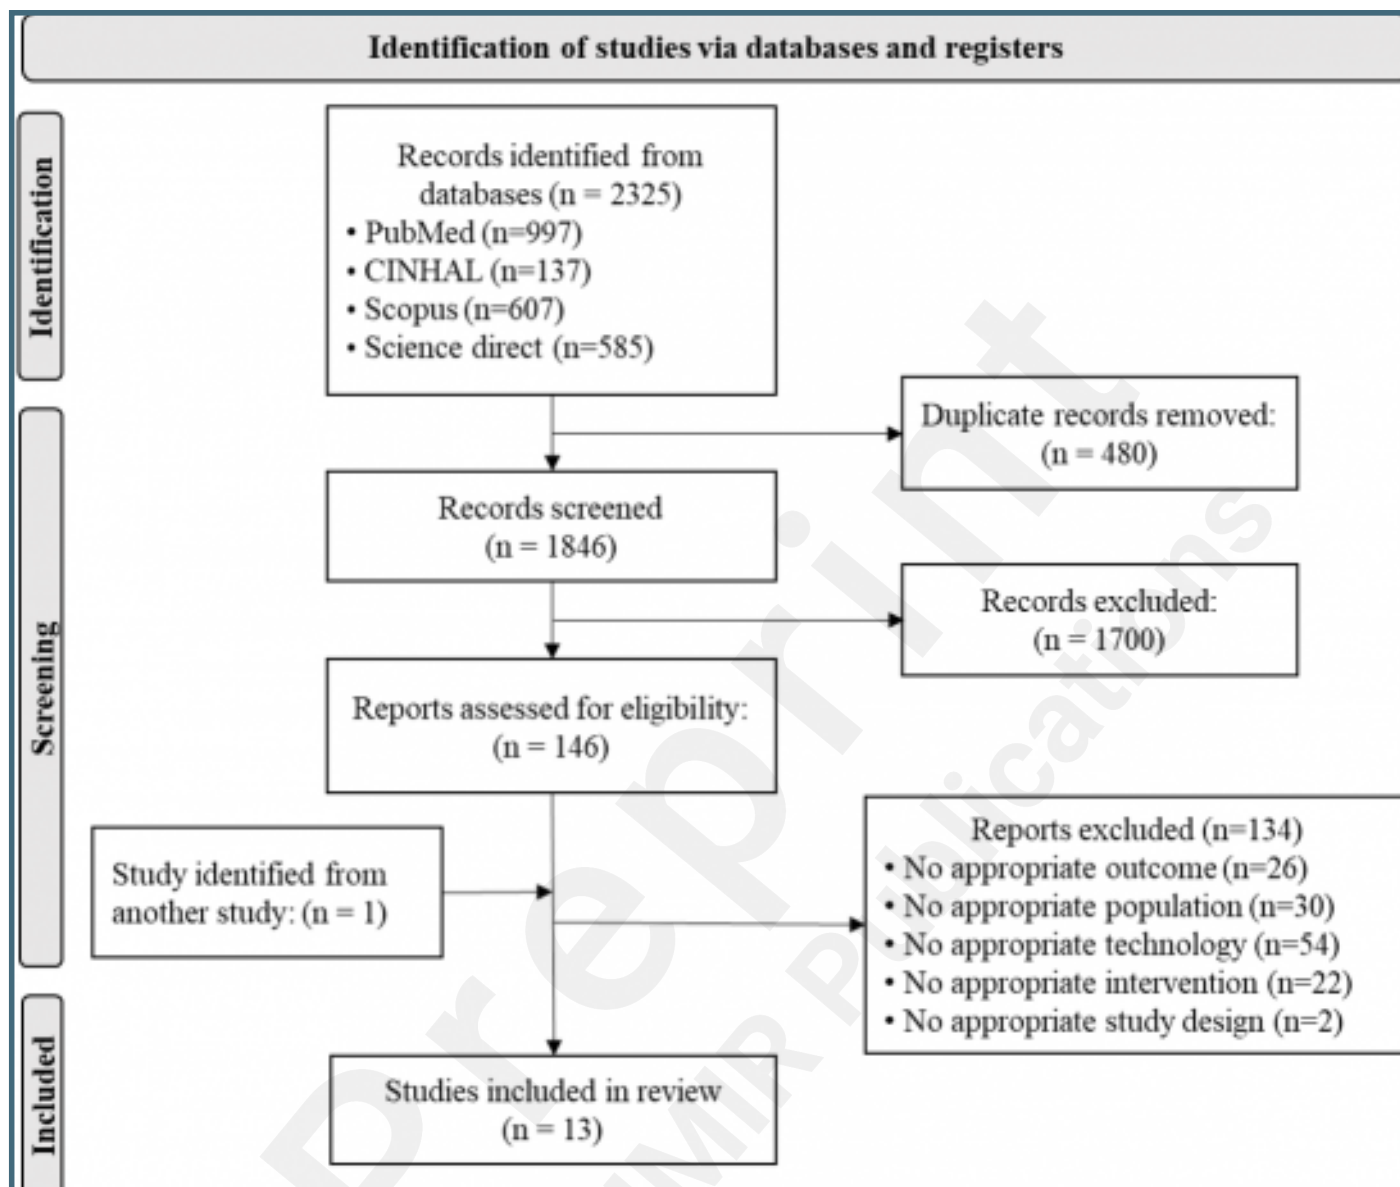 Identification of studies via databases and registers
Identification
Records identified from
databases (n = 2325)
• PubMed (n=997)
• CINHAL (n=137)
• Scopus (n=607)
• Science direct (n=585)
Duplicate records removed:
(n = 480)
Screening
Records screened
(n = 1846)
Records excluded:
(n = 1700)
Reports assessed for eligibility:
(n = 146)
Study identified from
another study: (n = 1)
Reports excluded (n=134)
• No appropriate outcome (n=26)
• No appropriate population (n=30)
• No appropriate technology (n=54)
• No appropriate intervention (n=22)
• No appropriate study design (n=2)
Included
Studies included in review
(n = 13)
Preprint
JMIR Publications